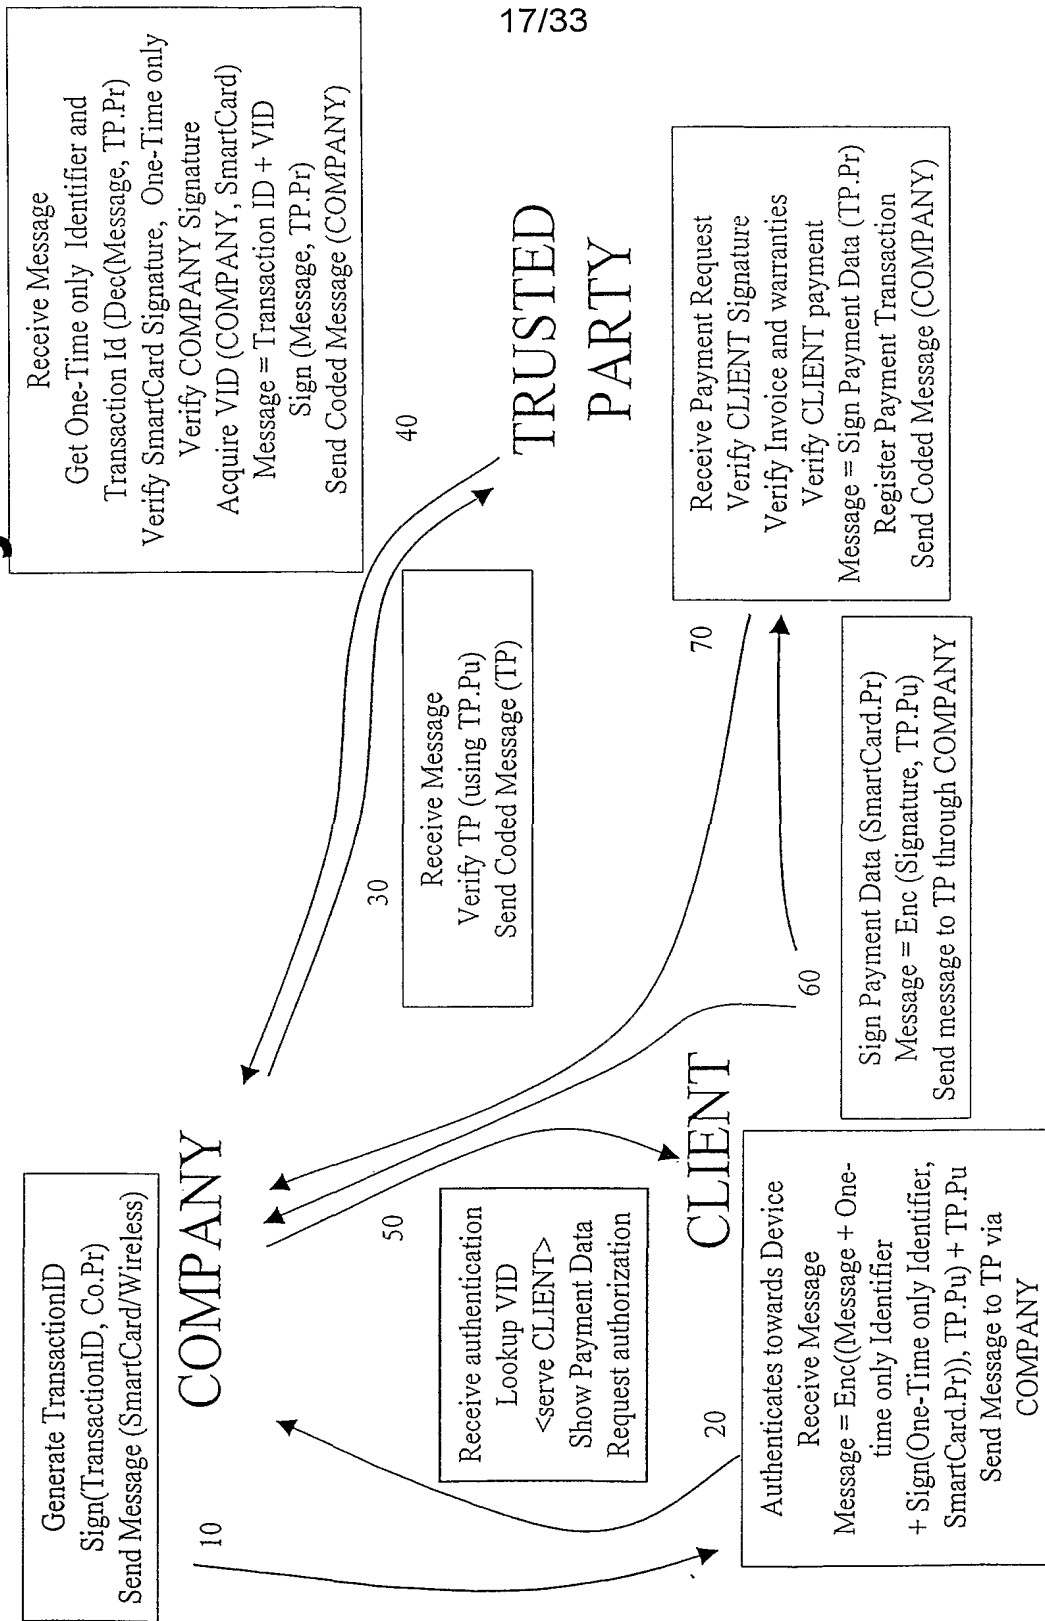 17/33
Generate TransactionID
Sign(TransactionID, Co.Pr)
Send Message (SmartCard/Wireless)
10
COMPANY
Receive Message
Get One-Time only Identifier and
Transaction Id (Dec(Message, TP.Pr)
Verify SmartCard Signature, One-Time only
Verify COMPANY Signature
Acquire VID (COMPANY, SmartCard)
Message = Transaction ID + VID
Sign (Message, TP.Pr)
Send Coded Message (COMPANY)
40
30
Receive Message
Verify TP (using TP.Pu)
Send Coded Message (TP)
TRUSTED
PARTY
50
Receive authentication
Lookup VID
<serve CLIENT>
Show Payment Data
Request authorization
20
CLIENT
Authenticates towards Device
Receive Message
Message = Enc((Message + One-
time only Identifier
+ Sign(One-Time only Identifier,
SmartCard.Pr)), TP.Pu) + TP.Pu
Send Message to TP via
COMPANY
60
Sign Payment Data (SmartCard.Pr)
Message = Enc (Signature, TP.Pu)
Send message to TP through COMPANY
70
Receive Payment Request
Verify CLIENT Signature
Verify Invoice and warranties
Verify CLIENT payment
Message = Sign Payment Data (TP.Pr)
Register Payment Transaction
Send Coded Message (COMPANY)